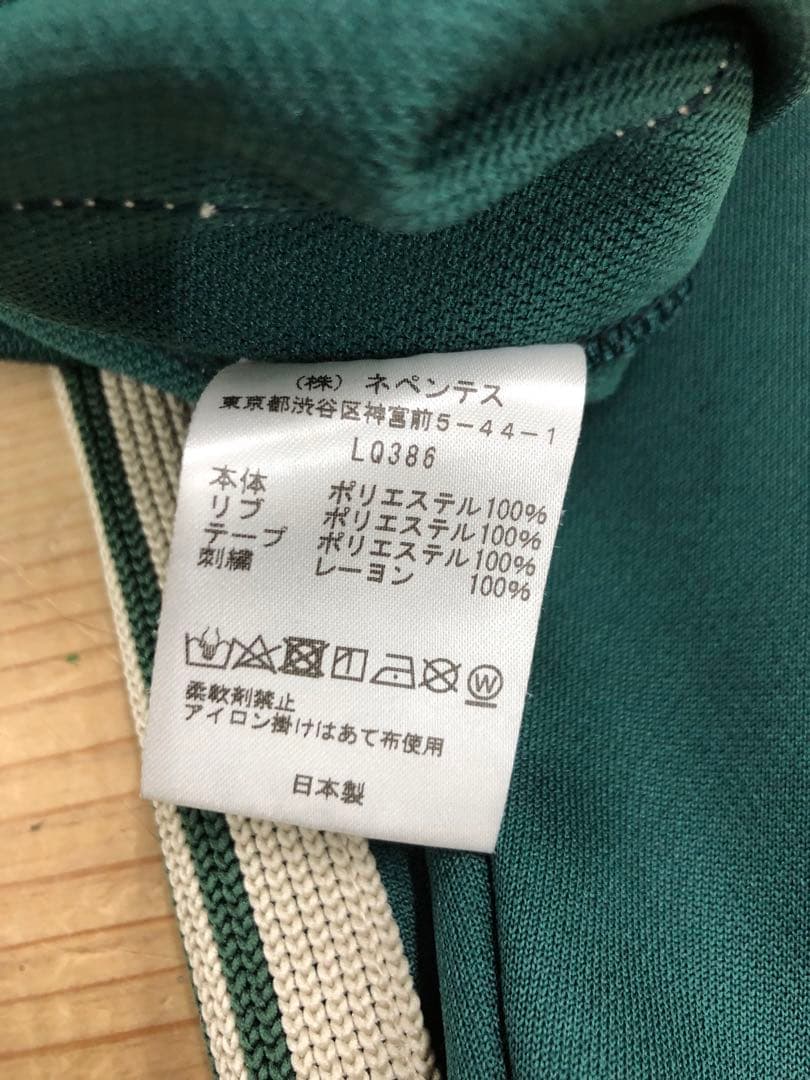 (株) ネペンテス
東京都渋谷区神宮前5-44-1
LQ386
本体 ポリエステル100%
リブ ポリエステル100%
テープ ポリエステル100%
刺繍 レーヨン 100%
W
柔軟剤禁止
アイロン掛けはあて布使用
日本製